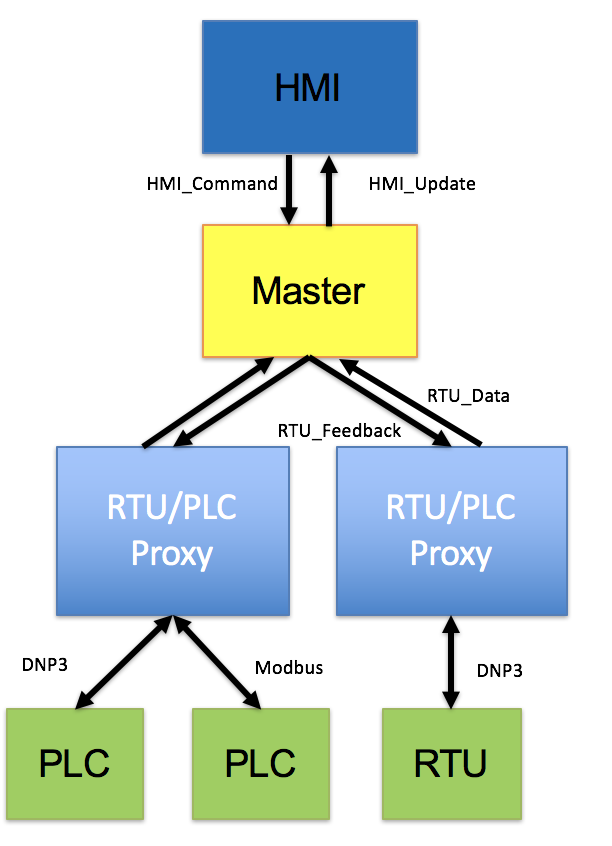 HMI
HMI_Command
HMI_Update
Master
RTU_Data
RTU_Feedback
RTU/PLC
Proxy
RTU/PLC
Proxy
DNP3
Modbus
DNP3
PLC
PLC
RTU